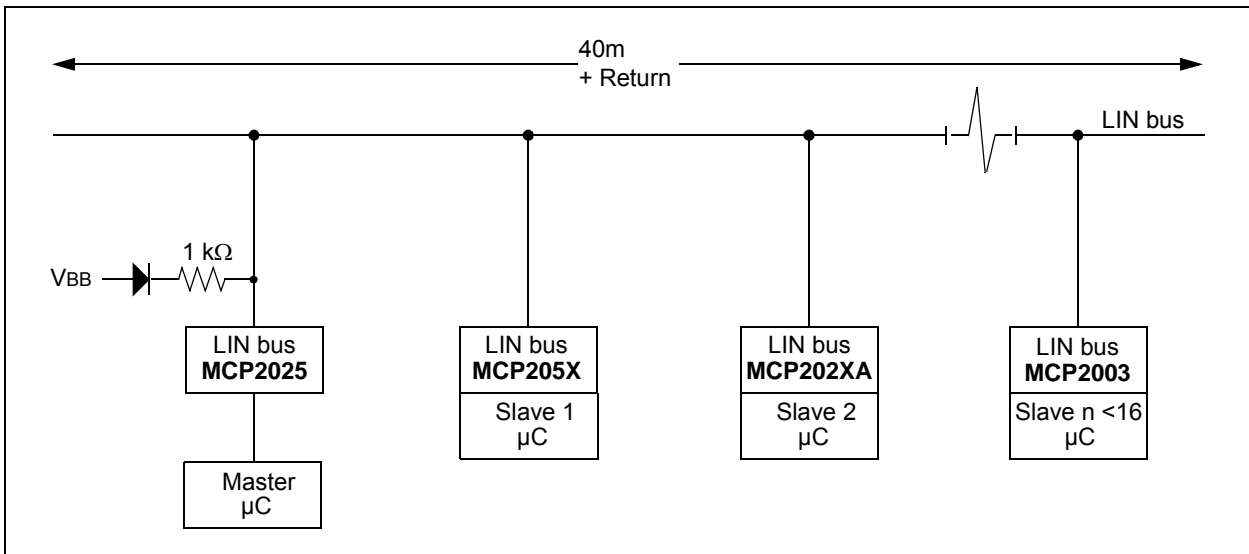 40m
+ Return
LIN bus
1 kΩ
VBB
LIN bus
MCP2025
Master
µC
LIN bus
MCP205X
Slave 1
µC
LIN bus
MCP202XA
Slave 2
µC
LIN bus
MCP2003
Slave n <16
µC